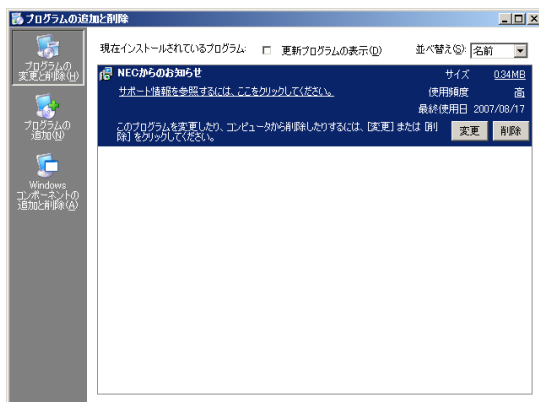 プログラムの追加と削除
プログラムの
変更と削除(H)
プログラムの
追加(N)
Windows
コンポーネントの
追加と削除(A)
現在インストールされているプログラム:
更新プログラムの表示(D)
並べ替え(S):
名前
NECからのお知らせ
サイズ
0.34MB
サポート情報を参照するには、ここをクリックしてください。
使用頻度
高
最終使用日
2007/08/17
このプログラムを変更したり、コンピュータから削除したりするには、[変更] または [削
除] をクリックしてください。
変更
削除